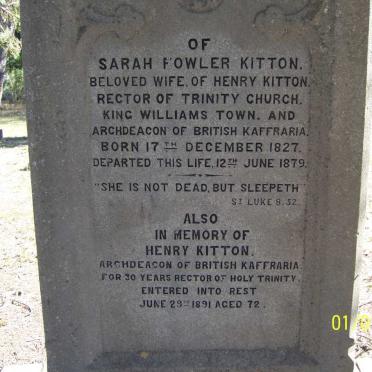 OF
SARAH FOWLER KITTON.
BELOVED WIFE, OF HENRY KITTON.
RECTOR OF TRINITY CHURCH.
KING WILLIAMS TOWN. AND
ARCHDEACON OF BRITISH KAFFRARIA.
BORN 17TH DECEMBER 1827.
DEPARTED THIS LIFE, 12TH JUNE 1879.
"SHE IS NOT DEAD, BUT SLEEPETH"
ST LUKE 8.52.
ALSO
IN MEMORY OF
HENRY KITTON.
ARCHDEACON OF BRITISH KAFFRARIA
FOR 30 YEARS RECTOR OF HOLY TRINITY.
ENTERED INTO REST
JUNE 29TH 1891 AGED 72.
01